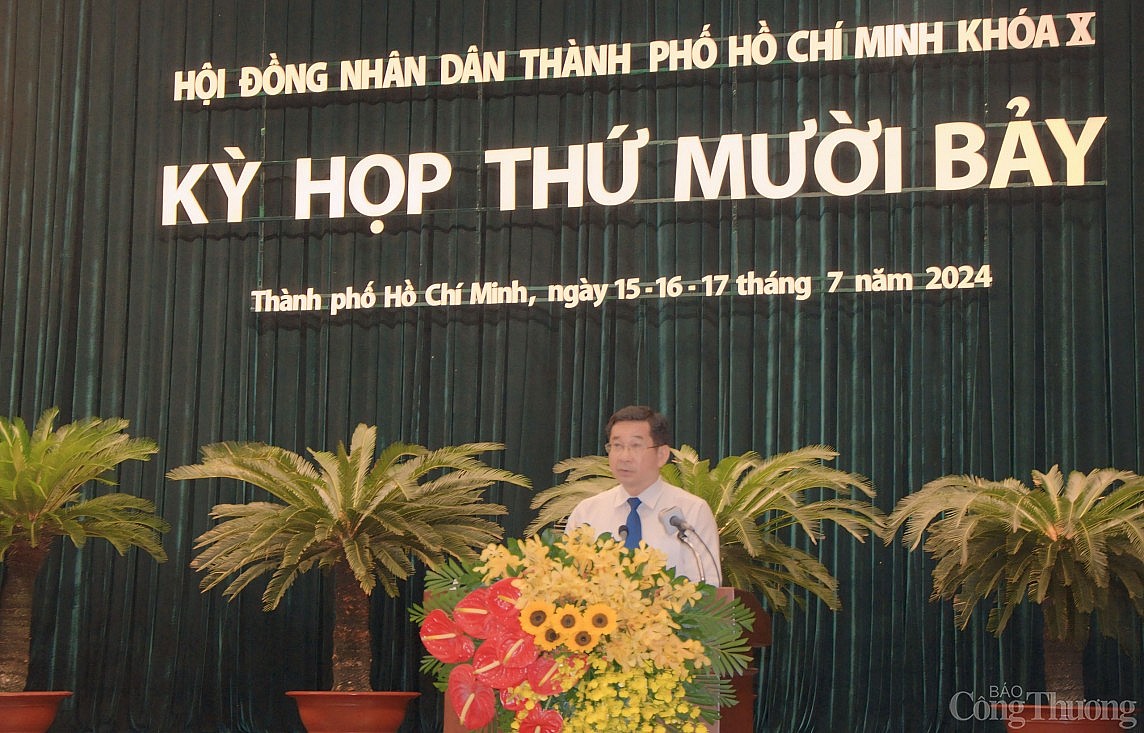 HỘI ĐỒNG NHÂN DÂN THÀNH PHỐ HỒ CHÍ MINH KHÓA X
KỲ HỌP THỨ MƯỜI BẢY
Thành phố Hồ Chí Minh, ngày 15-16-17 tháng 7 năm 2024
BÁO
Công Thương